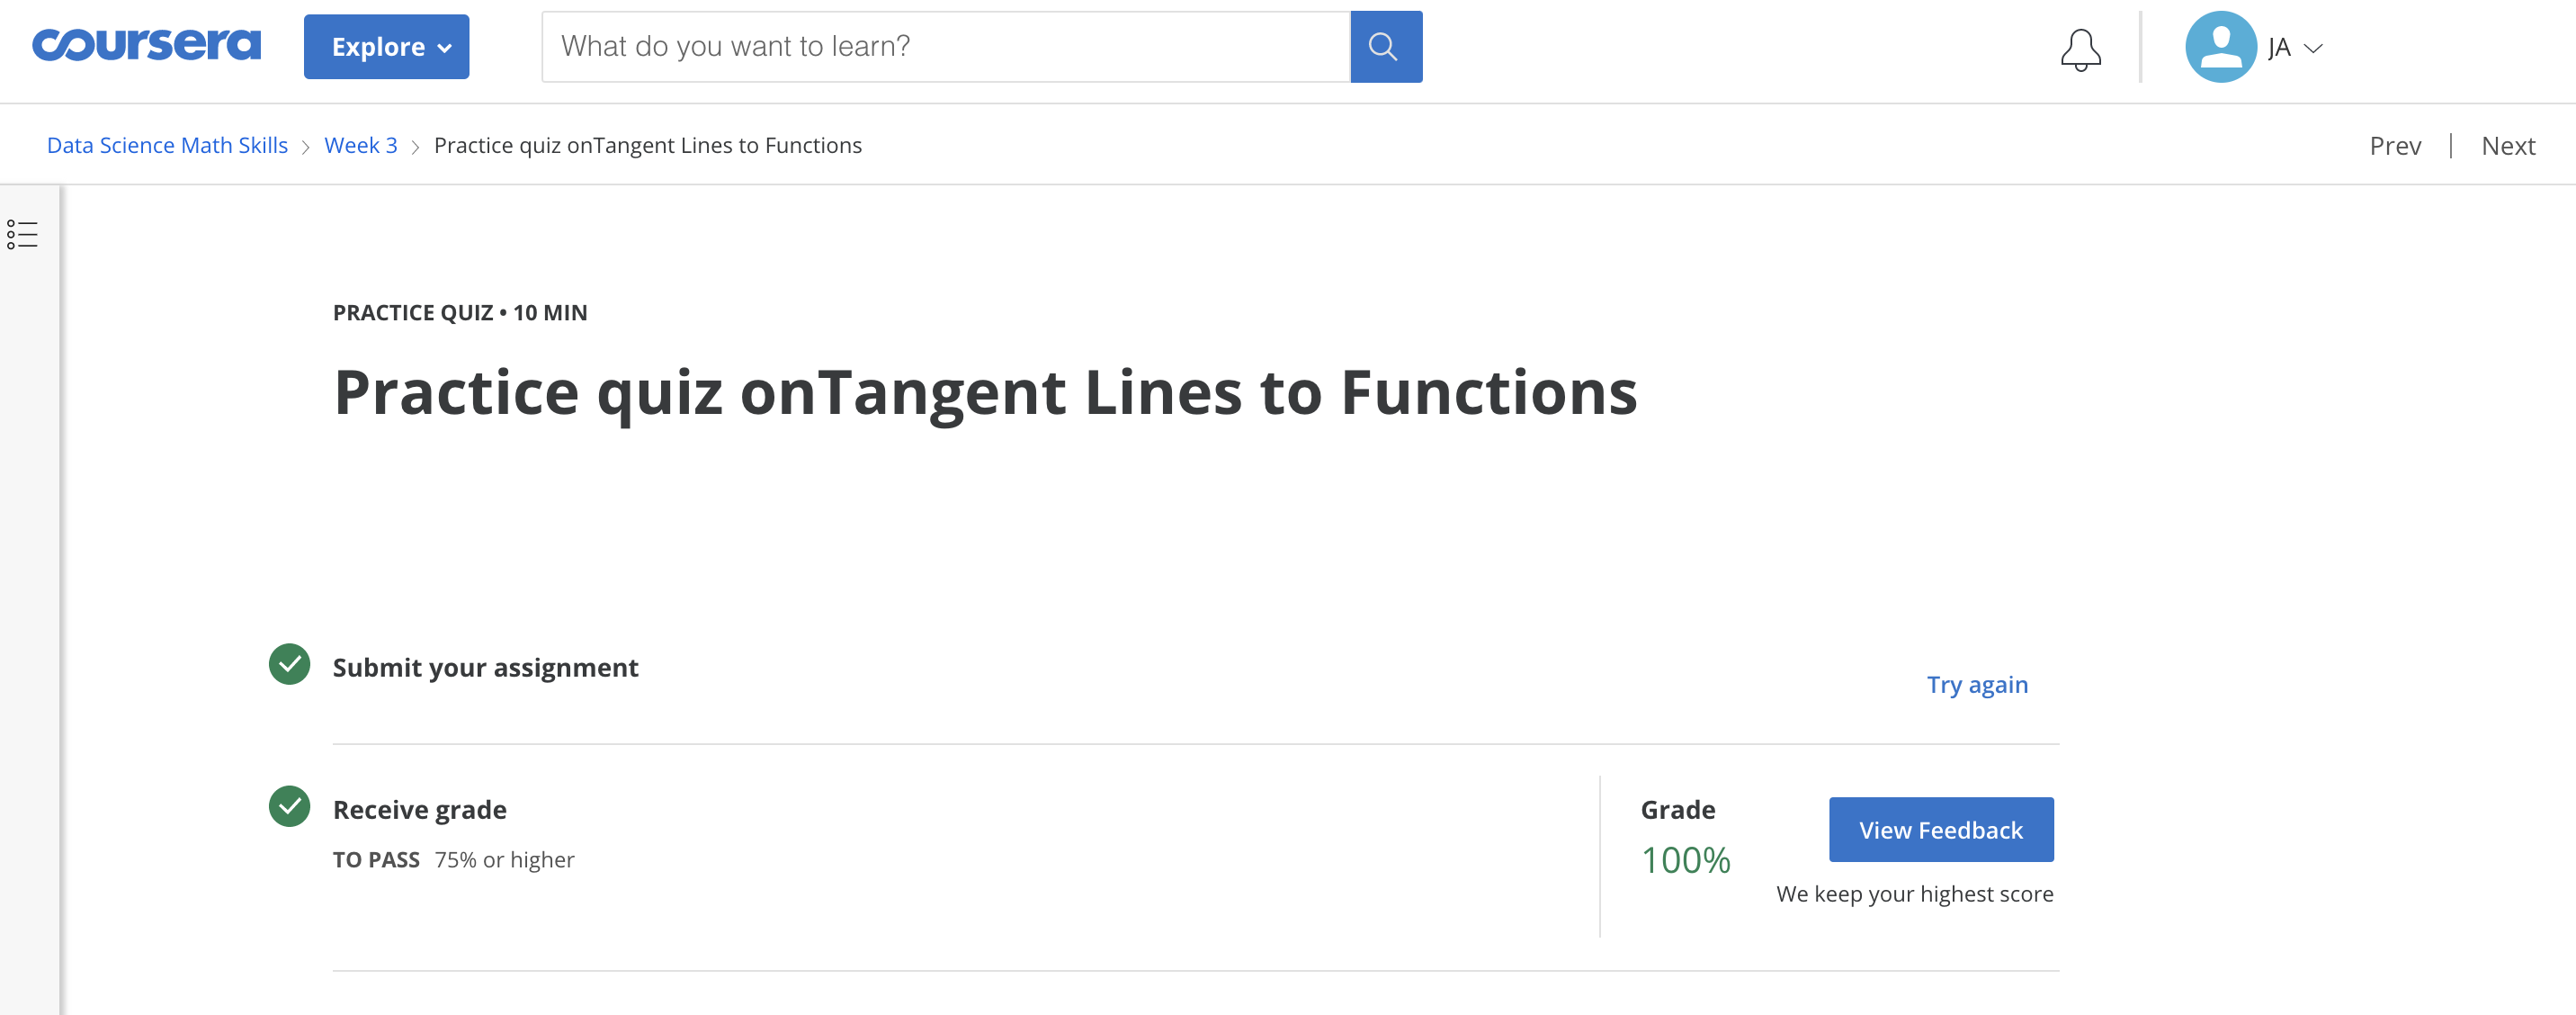 coursera
Explore
What do you want to learn?
JA
Data Science Math Skills
Week 3
Practice quiz onTangent Lines to Functions
Prev
Next
PRACTICE QUIZ • 10 MIN
Practice quiz onTangent Lines to Functions
Submit your assignment
Try again
Receive grade
TO PASS 75% or higher
Grade
100%
View Feedback
We keep your highest score